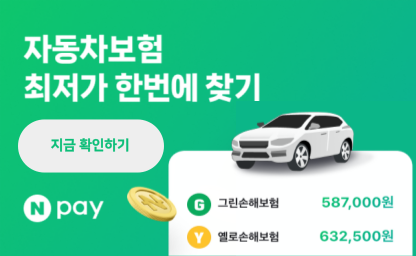 자동차보험
최저가 한번에 찾기
지금 확인하기
N pay
G 그린손해보험 587,000원
Y 옐로손해보험 632,500원